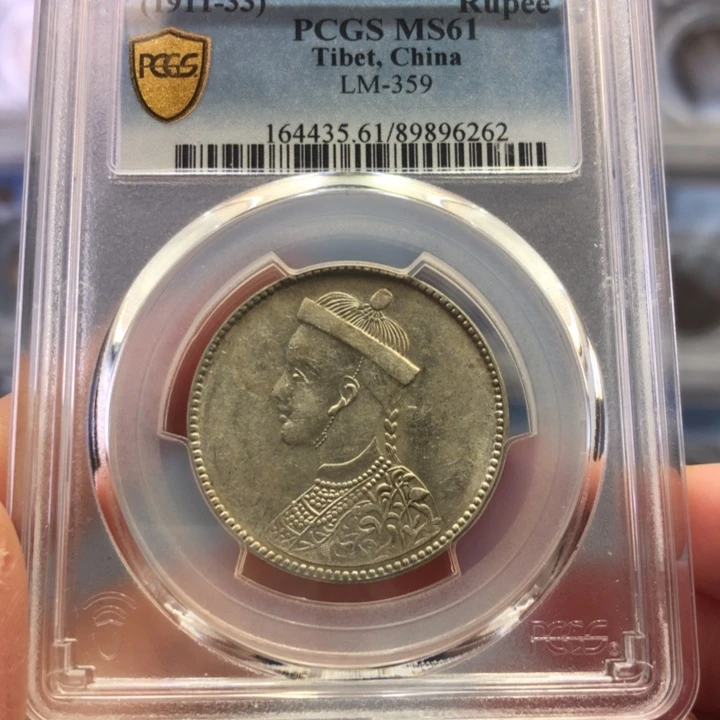 (1911-33) Rupee
PCGS MS61
PCGS Tibet, China
LM-359
164435.61/89896262
PCGS